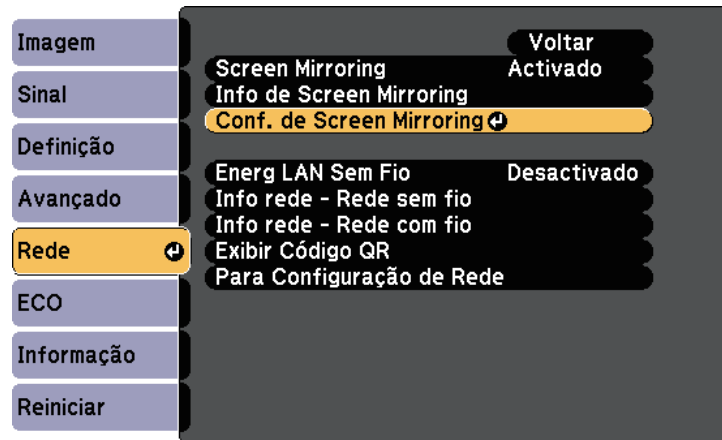 Imagem
Sinal
Definição
Avançado
Rede
ECO
Informação
Reiniciar
Voltar
Screen Mirroring Activado
Info de Screen Mirroring
Conf. de Screen Mirroring
Energ LAN Sem Fio Desactivado
Info rede - Rede sem fio
Info rede - Rede com fio
Exibir Código QR
Para Configuração de Rede